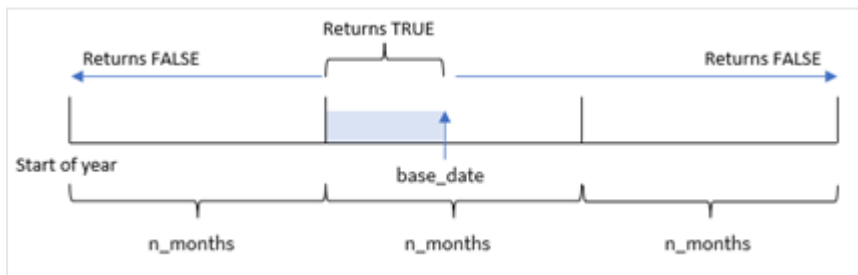 Returns TRUE
Returns FALSE
Returns FALSE
Start of year
base_date
n_months
n_months
n_months